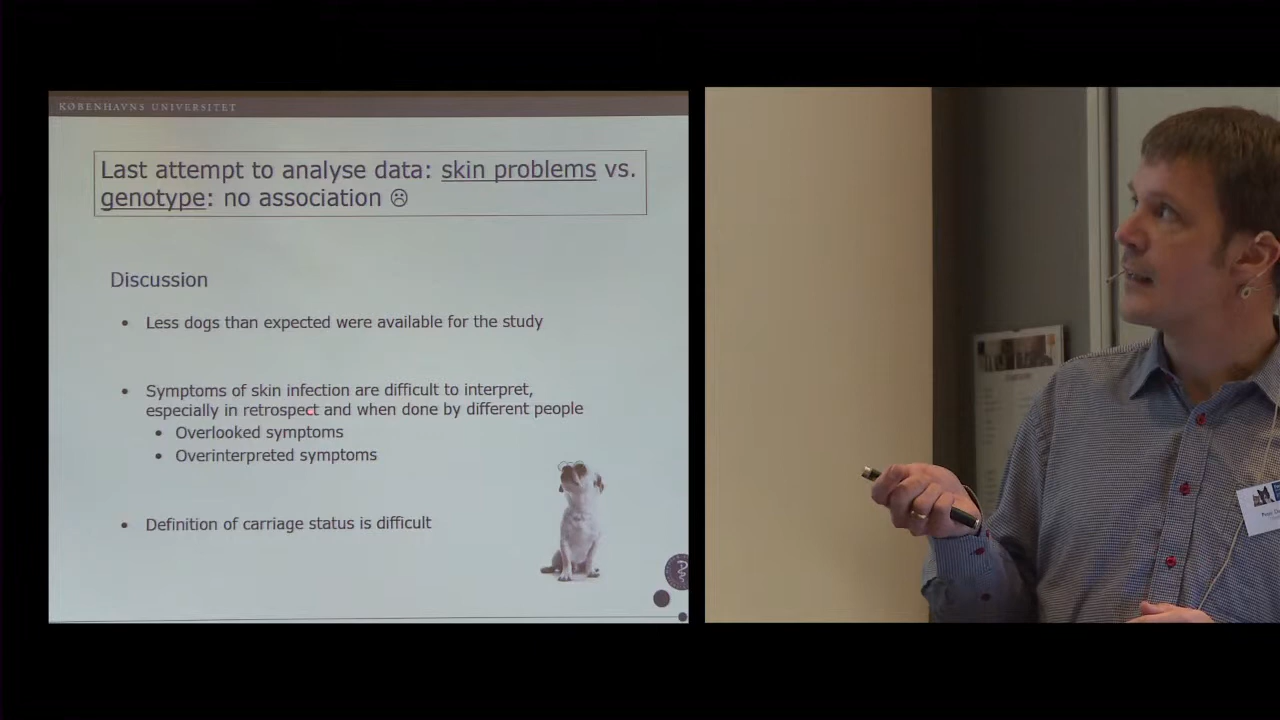 KØBENHAVNS UNIVERSITET
Last attempt to analyse data: skin problems vs.
genotype: no association ☹
Discussion
• Less dogs than expected were available for the study
• Symptoms of skin infection are difficult to interpret,
especially in retrospect and when done by different people
• Overlooked symptoms
• Overinterpreted symptoms
• Definition of carriage status is difficult